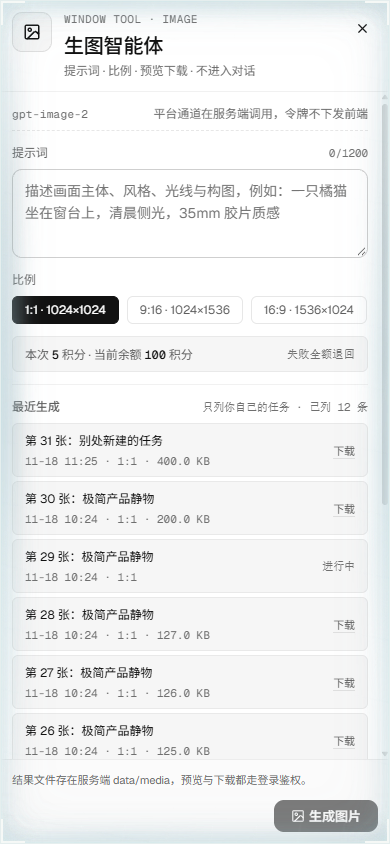 WINDOW TOOL · IMAGE
生图智能体
提示词 · 比例 · 预览下载 · 不进入对话
gpt-image-2 平台通道在服务端调用，令牌不下发前端
提示词 0/1200
描述画面主体、风格、光线与构图，例如：一只橘猫
坐在窗台上，清晨侧光，35mm 胶片质感
比例
1:1 · 1024×1024 9:16 · 1024×1536 16:9 · 1536×1024
本次 5 积分 · 当前余额 100 积分 失败全额退回
最近生成 只列你自己的任务 · 已列 12 条
第 31 张：别处新建的任务
11-18 11:25 · 1:1 · 400.0 KB 下载
第 30 张：极简产品静物
11-18 10:24 · 1:1 · 200.0 KB 下载
第 29 张：极简产品静物
11-18 10:24 · 1:1 进行中
第 28 张：极简产品静物
11-18 10:24 · 1:1 · 127.0 KB 下载
第 27 张：极简产品静物
11-18 10:24 · 1:1 · 126.0 KB 下载
第 26 张：极简产品静物
11-18 10:24 · 1:1 · 125.0 KB 下载
结果文件存在服务端 data/media，预览与下载都走登录鉴权。
生成图片